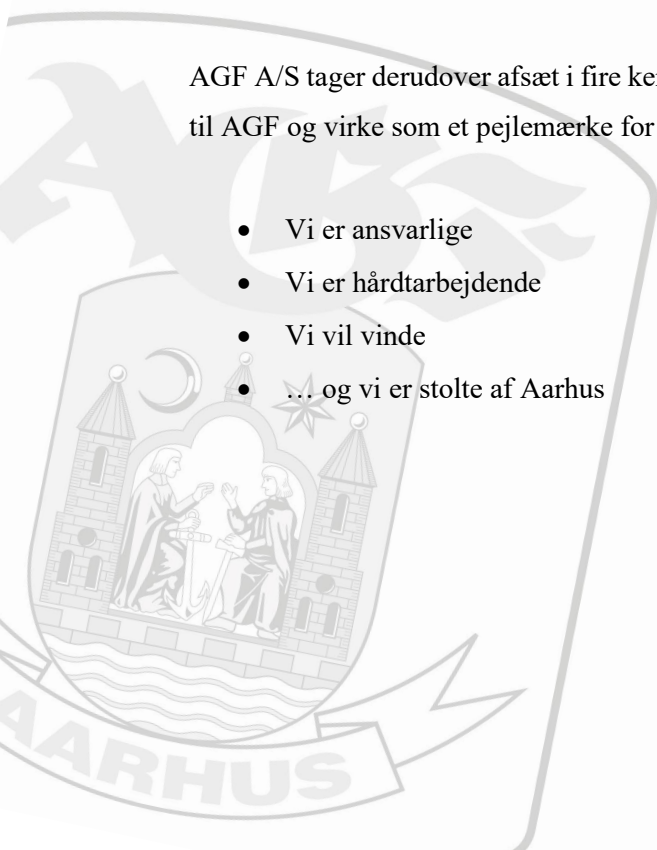 AGF
AGF A/S tager derudover afsæt i fire
til AGF og virke som et pejlemærke for
• Vi er ansvarlige
• Vi er hårdtarbejdende
• Vi vil vinde
• … og vi er stolte af Aarhus
AARHUS